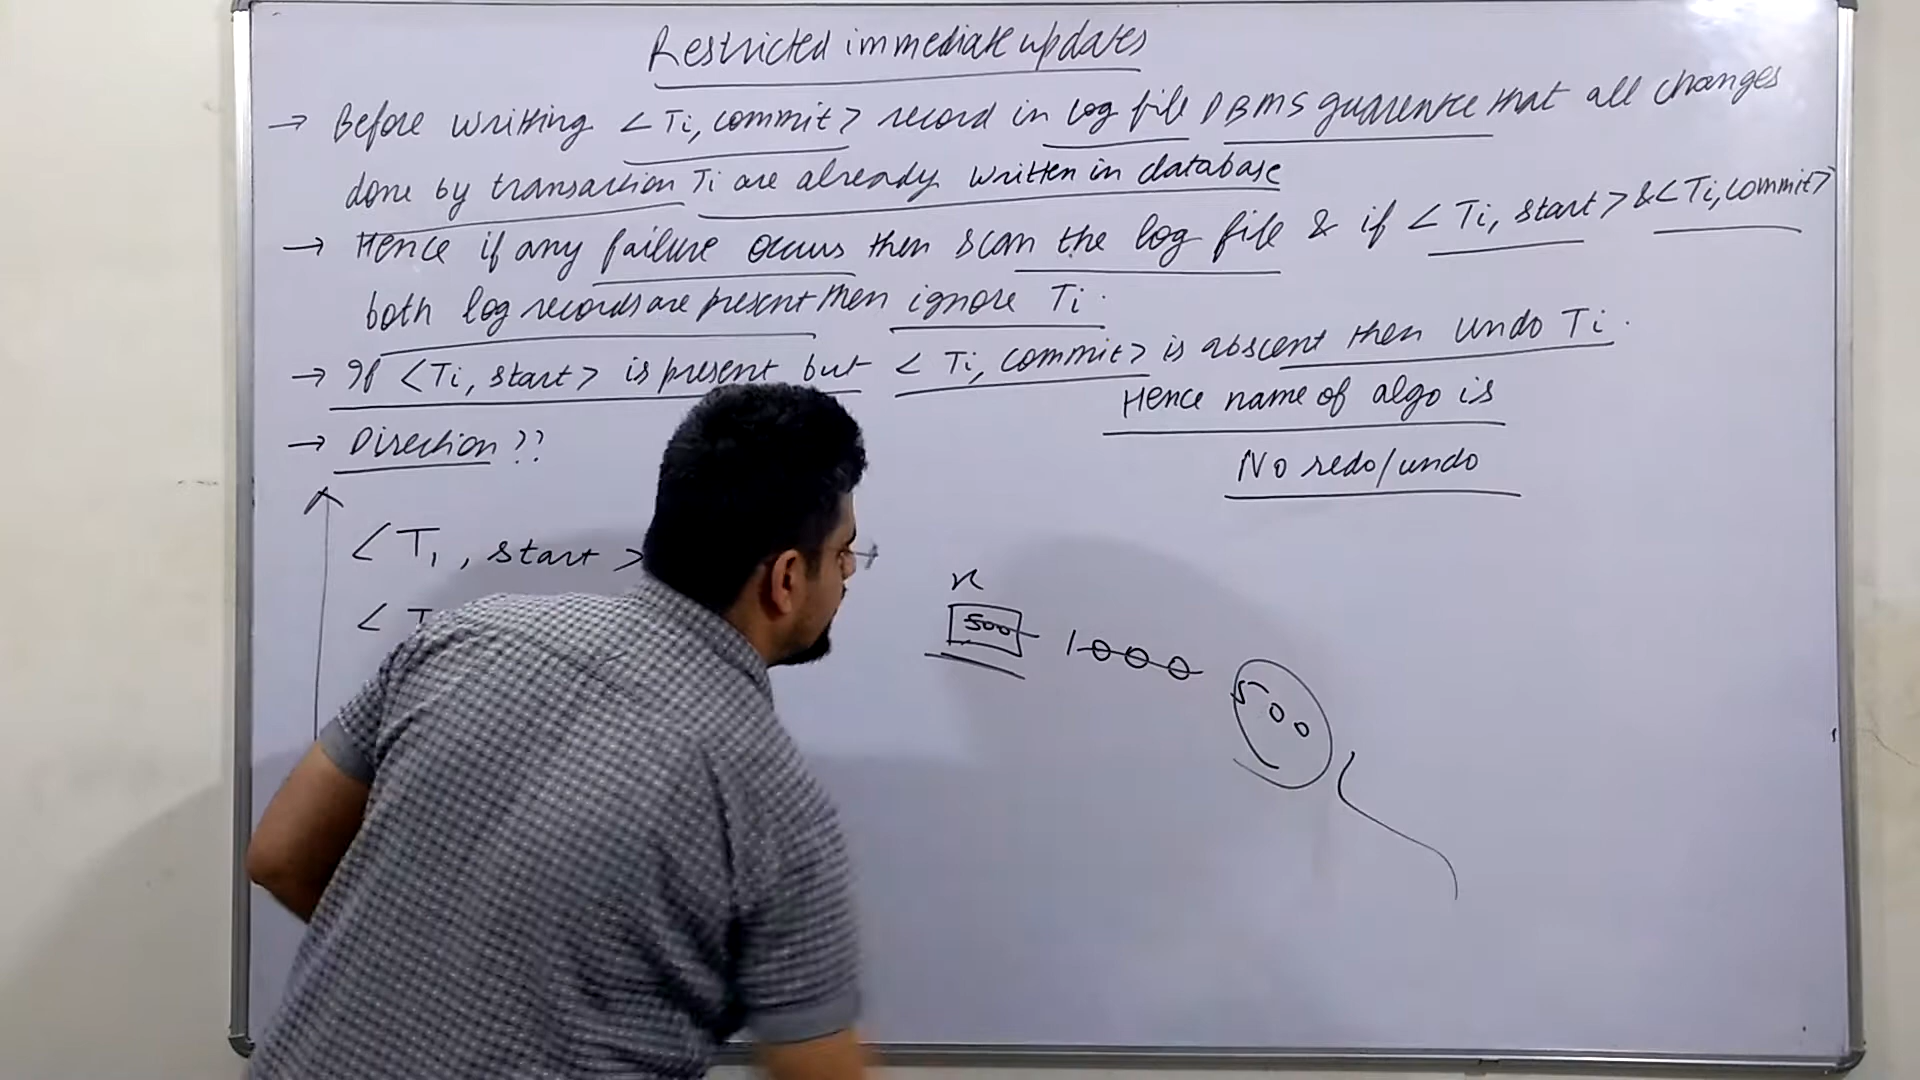 Restricted immediate updates
→ Before writting <Ti, commit> record in log file DBMS guarentee that all changes
done by transaction Ti are already written in database
→ Hence if any failure occurs then scan the log file & if <Ti, start> & <Ti, commit>
both log records are present then ignore Ti.
→ If <Ti, start> is present but <Ti, commit> is abscent then undo Ti.
Hence name of algo is
→ Direction ??
No redo/undo
<T1, start>
<T
x
500
1000
500